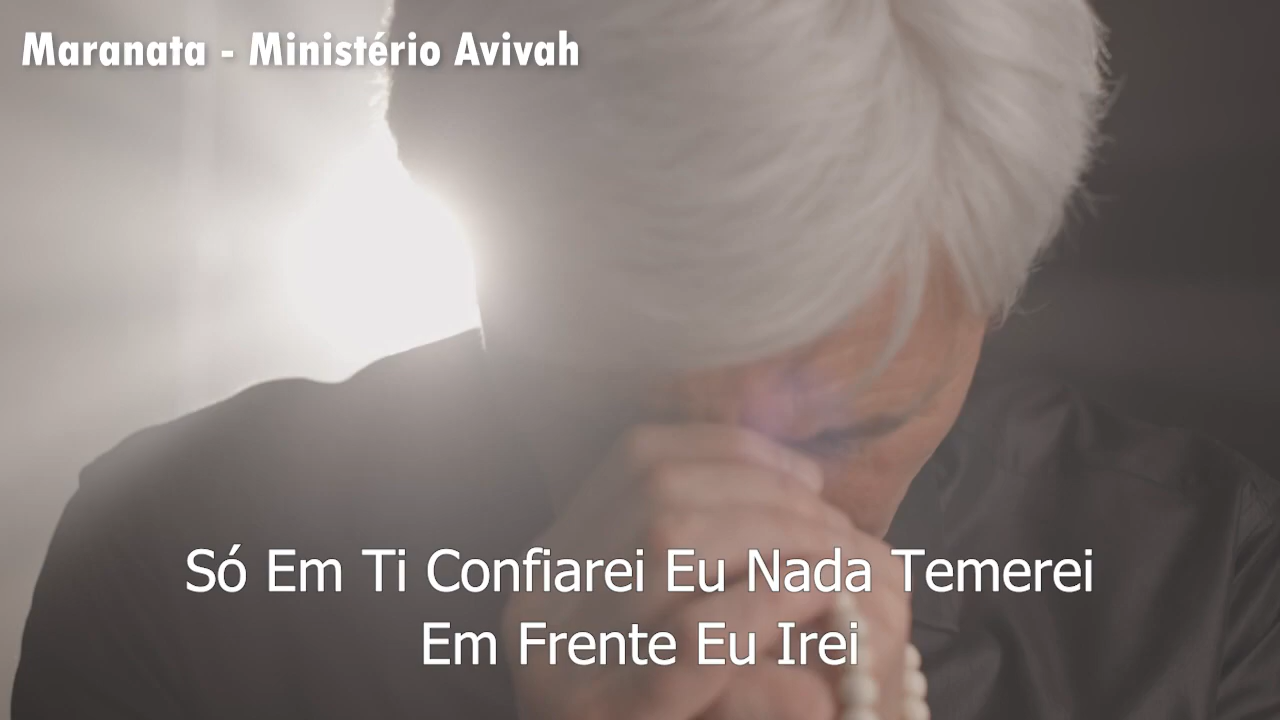 Maranata - Ministério Avivah
Só Em Ti Confiarei Eu Nada Temerei
Em Frente Eu Irei